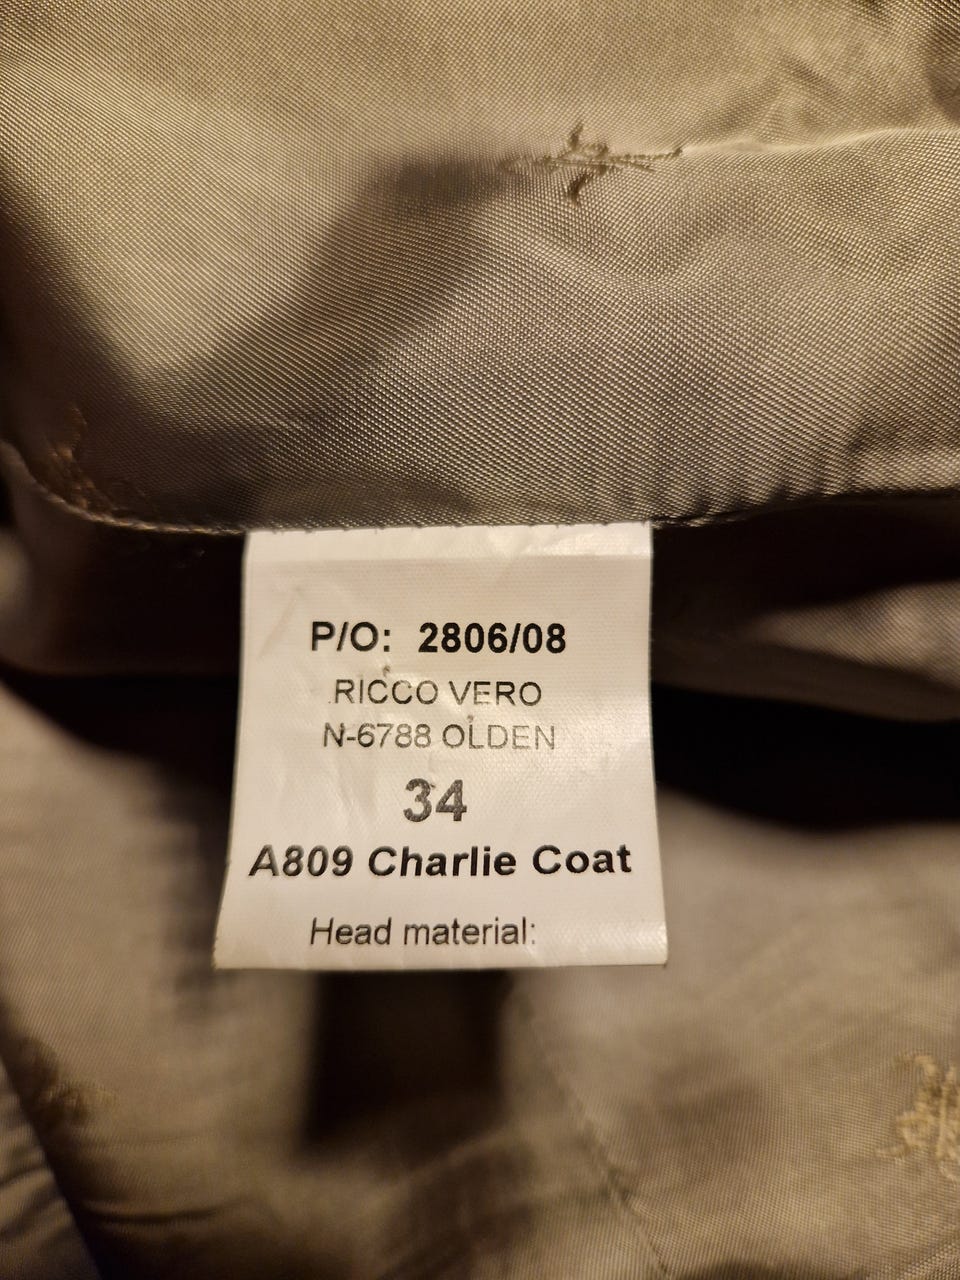 P/O: 2806/08
RICCO VERO
N-6788 OLDEN
34
A809 Charlie Coat
Head material: